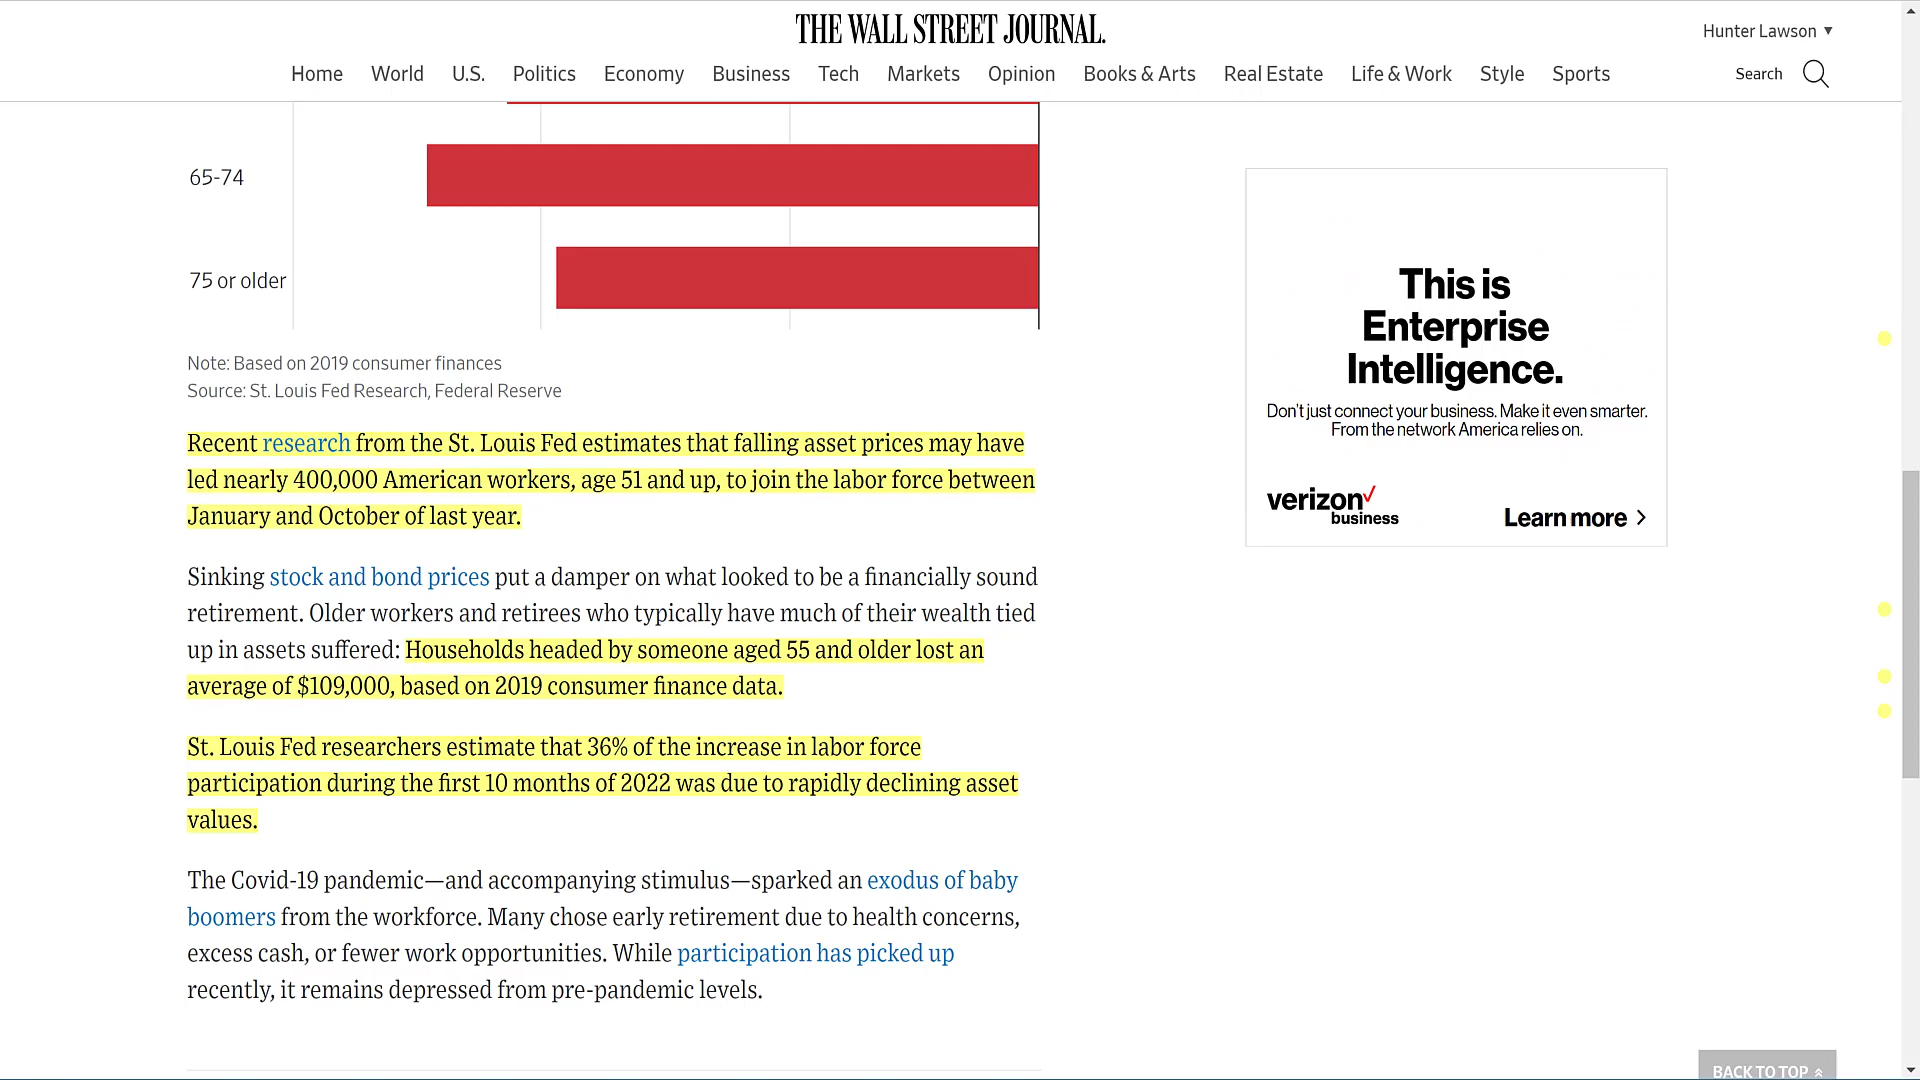 THE WALL STREET JOURNAL.
Hunter Lawson ▼
Home World U.S. Politics Economy Business Tech Markets Opinion Books & Arts Real Estate Life & Work Style Sports Search
65-74
75 or older
Note: Based on 2019 consumer finances
Source: St. Louis Fed Research, Federal Reserve
Recent research from the St. Louis Fed estimates that falling asset prices may have
led nearly 400,000 American workers, age 51 and up, to join the labor force between
January and October of last year.
Sinking stock and bond prices put a damper on what looked to be a financially sound
retirement. Older workers and retirees who typically have much of their wealth tied
up in assets suffered: Households headed by someone aged 55 and older lost an
average of $109,000, based on 2019 consumer finance data.
St. Louis Fed researchers estimate that 36% of the increase in labor force
participation during the first 10 months of 2022 was due to rapidly declining asset
values.
The Covid-19 pandemic—and accompanying stimulus—sparked an exodus of baby
boomers from the workforce. Many chose early retirement due to health concerns,
excess cash, or fewer work opportunities. While participation has picked up
recently, it remains depressed from pre-pandemic levels.
This is
Enterprise
Intelligence.
Don't just connect your business. Make it even smarter.
From the network America relies on.
verizon✓
business
Learn more >
BACK TO TOP